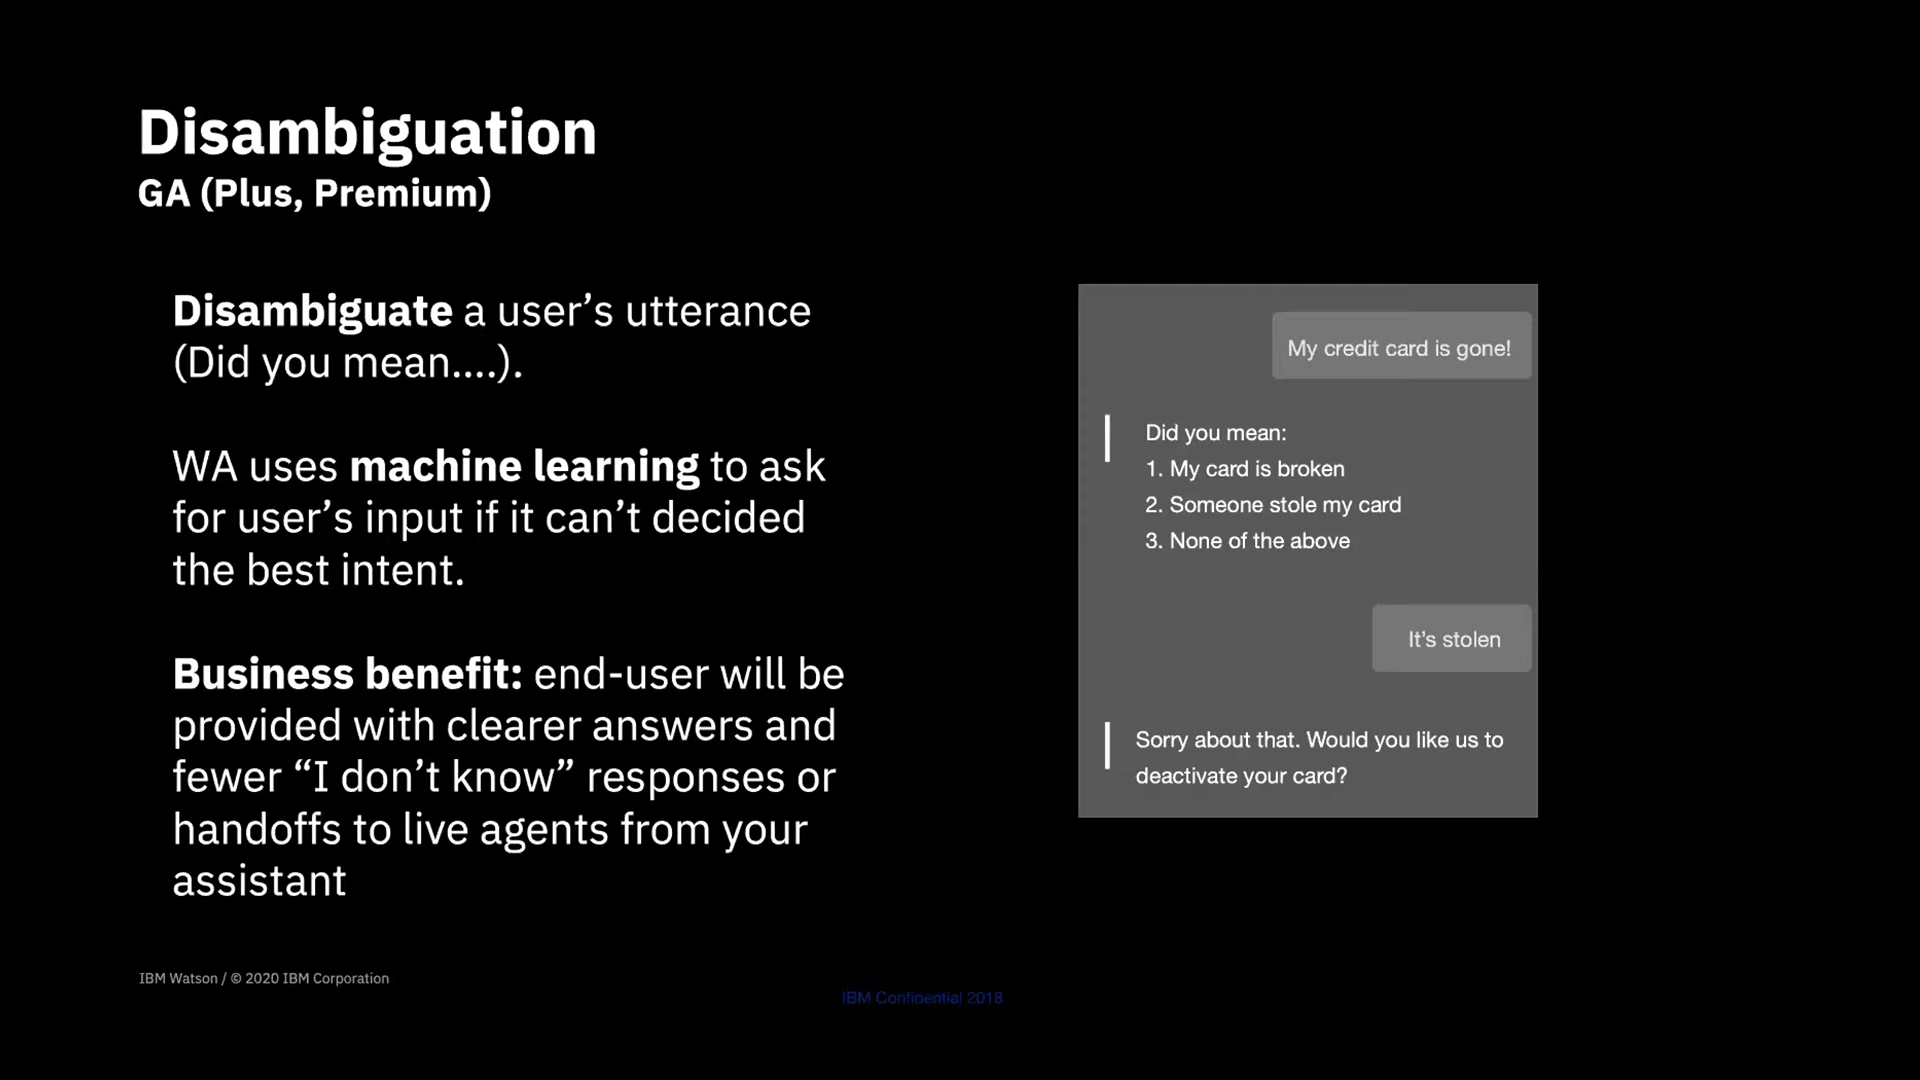 Disambiguation
GA (Plus, Premium)
Disambiguate a user’s utterance
(Did you mean....).
WA uses machine learning to ask
for user’s input if it can’t decided
the best intent.
Business benefit: end-user will be
provided with clearer answers and
fewer “I don’t know” responses or
handoffs to live agents from your
assistant
My credit card is gone!
Did you mean:
1. My card is broken
2. Someone stole my card
3. None of the above
It’s stolen
Sorry about that. Would you like us to
deactivate your card?
IBM Watson / © 2020 IBM Corporation
IBM Confidential 2018